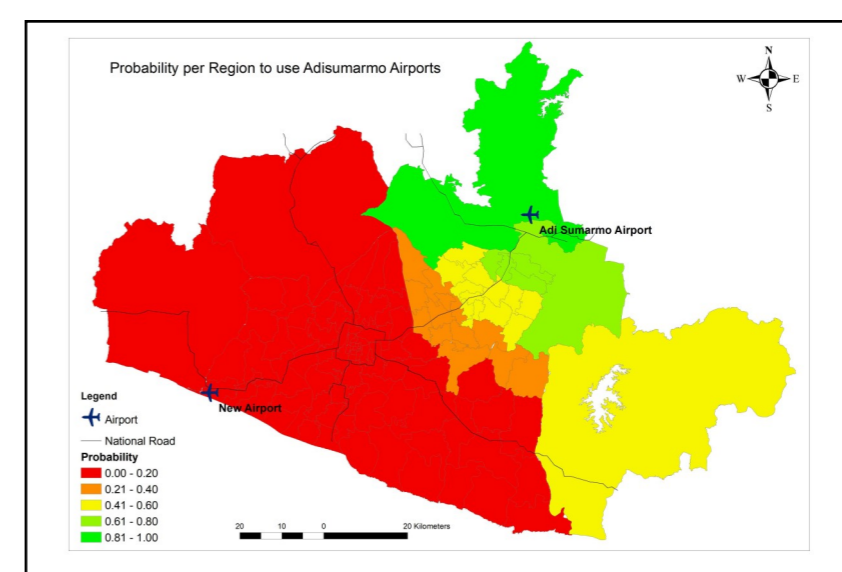 Probability per Region to use Adisumarmo Airports
N
W E
S
Adi Sumarmo Airport
New Airport
Legend
Airport
National Road
Probability
0.00 - 0.20
0.21 - 0.40
0.41 - 0.60
0.61 - 0.80
0.81 - 1.00
20 10 0 20 Kilometers